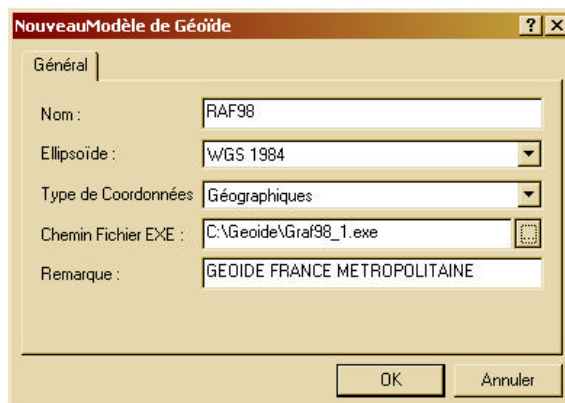 NouveauModèle de Géoïde
Général
Nom : RAF98
Ellipsoïde : WGS 1984
Type de Coordonnées Géographiques
Chemin Fichier EXE : C:\Geoide\Graf98_1.exe ...
Remarque : GEOIDE FRANCE METROPOLITAINE
OK Annuler